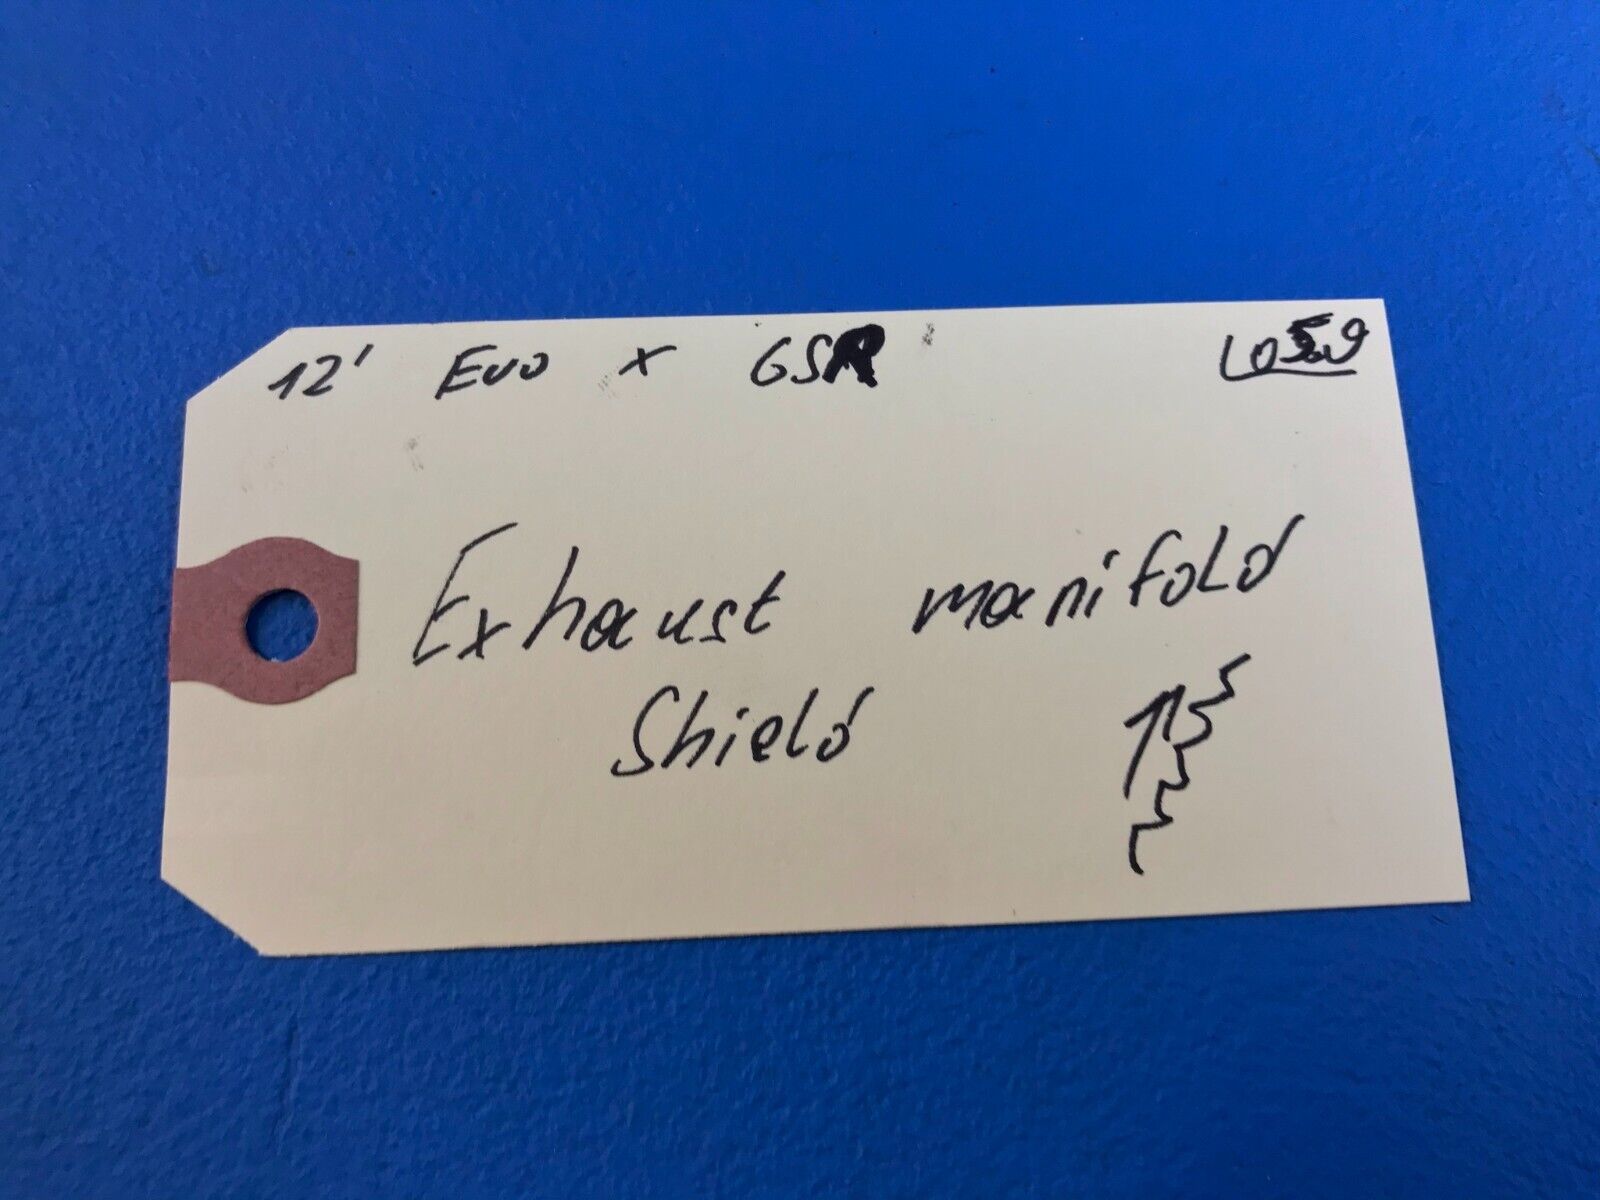 12' Evo x GSR
Exhaust manifold
Shield